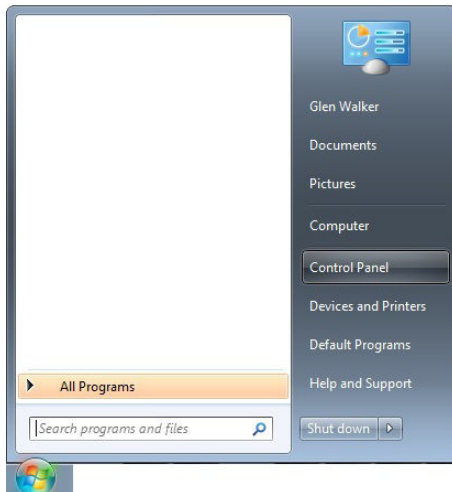 Glen Walker
Documents
Pictures
Computer
Control Panel
Devices and Printers
Default Programs
Help and Support
All Programs
Search programs and files
Shut down